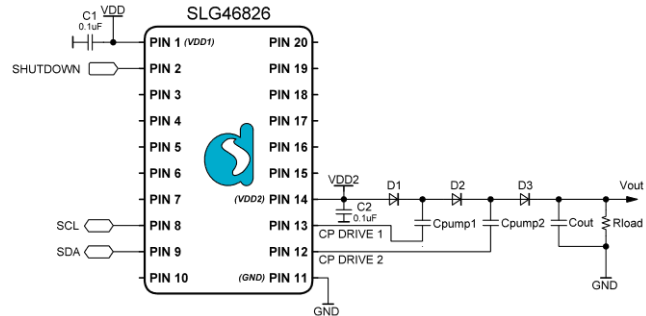 SLG46826
VDD
C1
0.1uF
PIN 1 (VDD1)
PIN 20
SHUTDOWN
PIN 2
PIN 19
PIN 3
PIN 18
PIN 4
PIN 17
PIN 5
PIN 16
PIN 6
PIN 15
PIN 7
(VDD2) PIN 14
VDD2
D1
D2
D3
Vout
C2
0.1uF
SCL
PIN 8
PIN 13
CP DRIVE 1
Cpump1
Cpump2
Cout
Rload
SDA
PIN 9
PIN 12
CP DRIVE 2
PIN 10
(GND) PIN 11
GND
GND